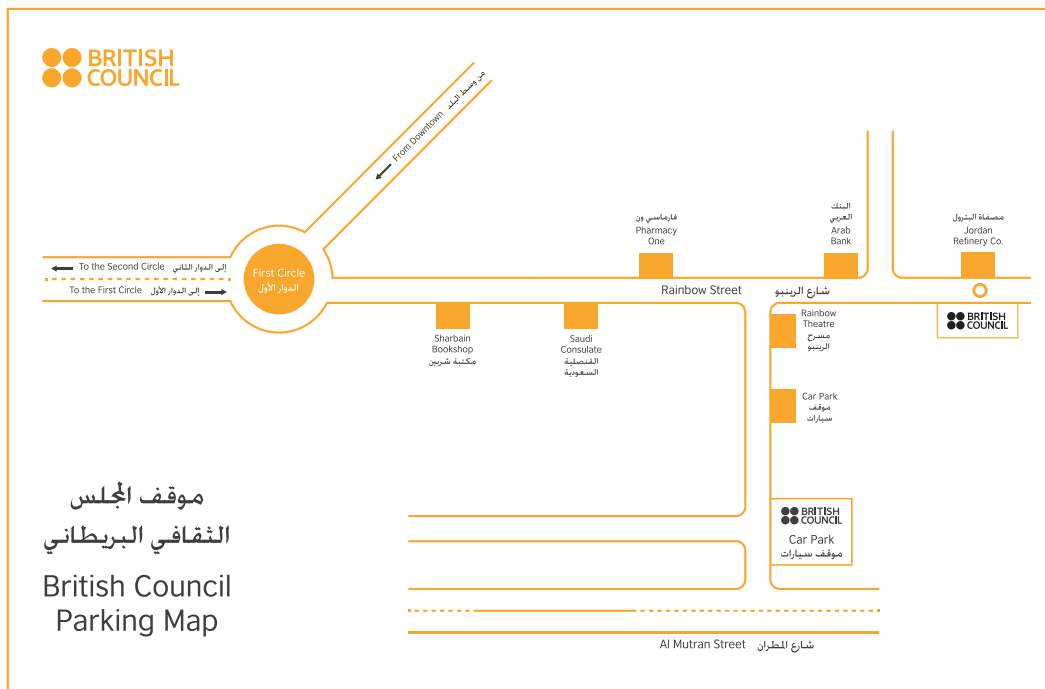 BRITISH
COUNCIL
من وسط البلد
From Downtown
البنك
العربي
Arab
Bank
مصفاة البترول
Jordan
Refinery Co.
فارماسي ون
Pharmacy
One
To the Second Circle إلى الدوار الثاني
To the First Circle إلى الدوار الأول
First Circle
الدوار الأول
Rainbow Street شارع الرينبو
Sharbain
Bookshop
مكتبة شربين
Saudi
Consulate
القنصلية
السعودية
Rainbow
Theatre
مسرح
الرينبو
BRITISH
COUNCIL
Car Park
موقف
سيارات
BRITISH
COUNCIL
Car Park
موقف سيارات
موقف المجلس
الثقافي البريطاني
British Council
Parking Map
Al Mutran Street شارع المطران